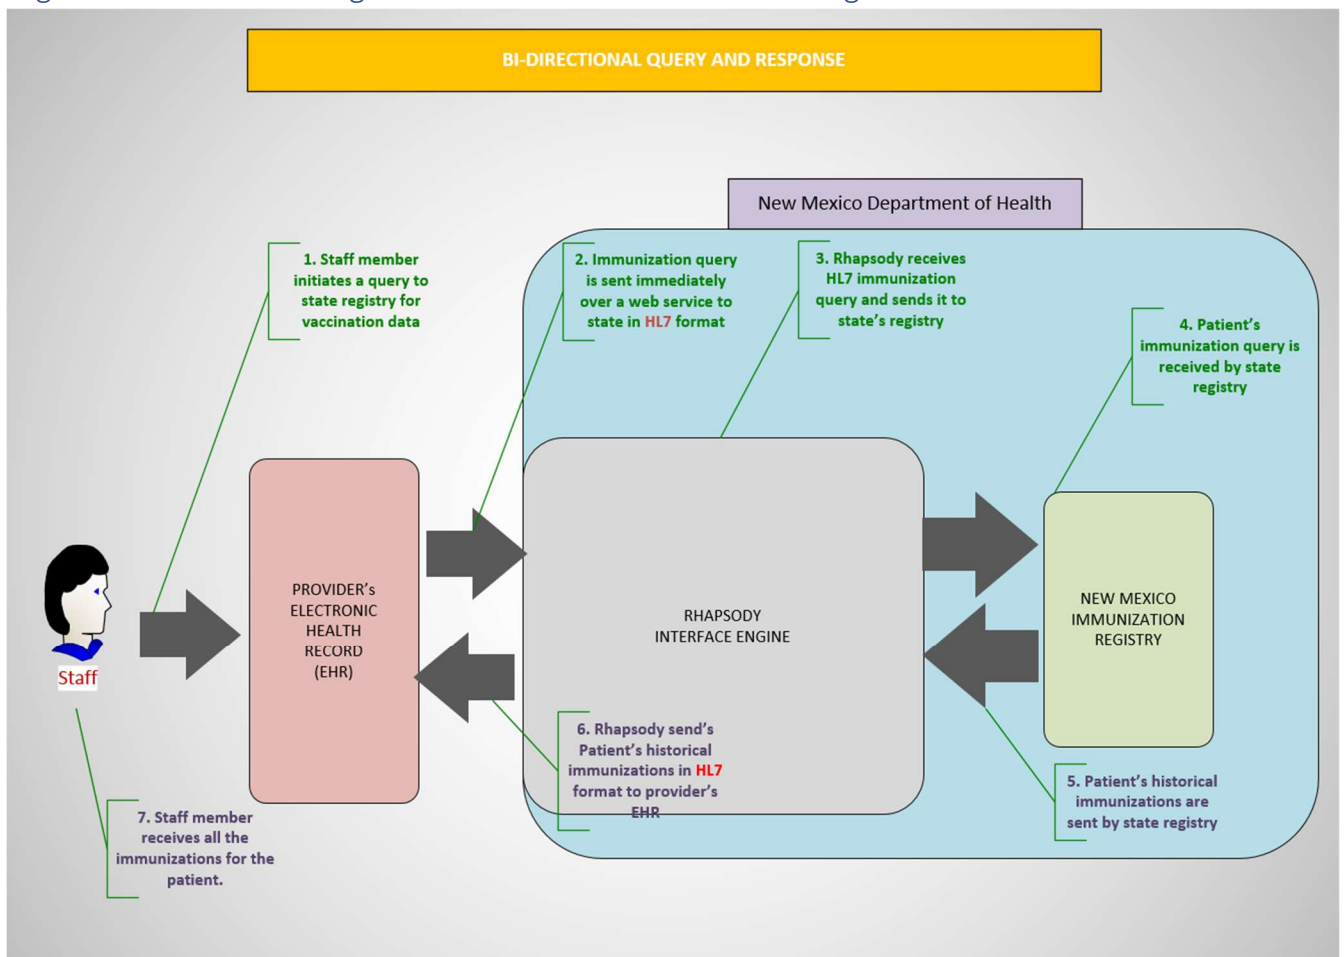 BI-DIRECTIONAL QUERY AND RESPONSE
New Mexico Department of Health
1. Staff member
initiates a query to
state registry for
vaccination data
2. Immunization query
is sent immediately
over a web service to
state in HL7 format
3. Rhapsody receives
HL7 immunization
query and sends it to
state's registry
4. Patient's
immunization query is
received by state
registry
Staff
PROVIDER's
ELECTRONIC
HEALTH
RECORD
(EHR)
RHAPSODY
INTERFACE ENGINE
NEW MEXICO
IMMUNIZATION
REGISTRY
5. Patient's historical
immunizations are
sent by state registry
6. Rhapsody send's
Patient's historical
immunizations in HL7
format to provider's
EHR
7. Staff member
receives all the
immunizations for the
patient.